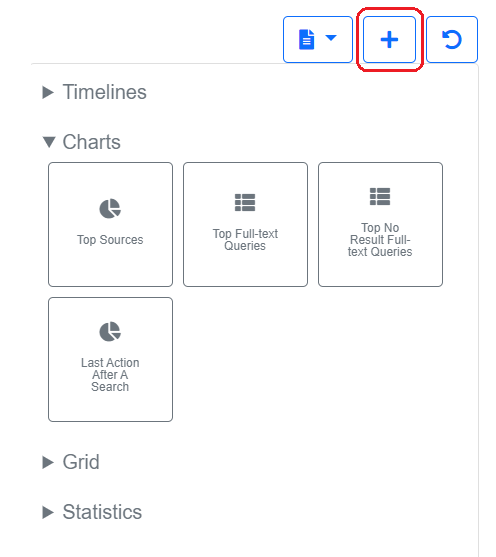 Timelines
Charts
Top Sources
Top Full-text
Queries
Top No
Result Full-
text Queries
Last Action
After A
Search
Grid
Statistics